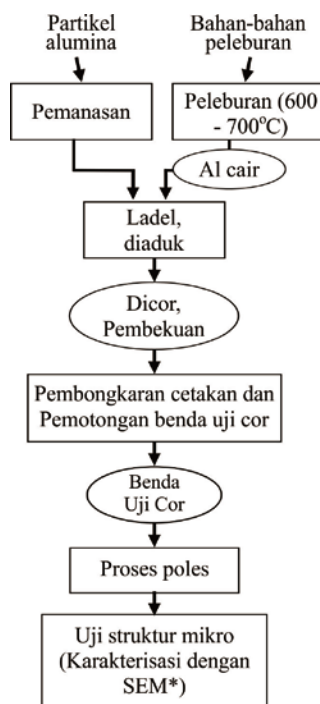 Partikel
alumina
Bahan-bahan
peleburan
Pemanasan
Peleburan (600
- 700°C)
Al cair
Ladel,
diaduk
Dicor,
Pembekuan
Pembongkaran cetakan dan
Pemotongan benda uji cor
Benda
Uji Cor
Proses poles
Uji struktur mikro
(Karakterisasi dengan
SEM*)